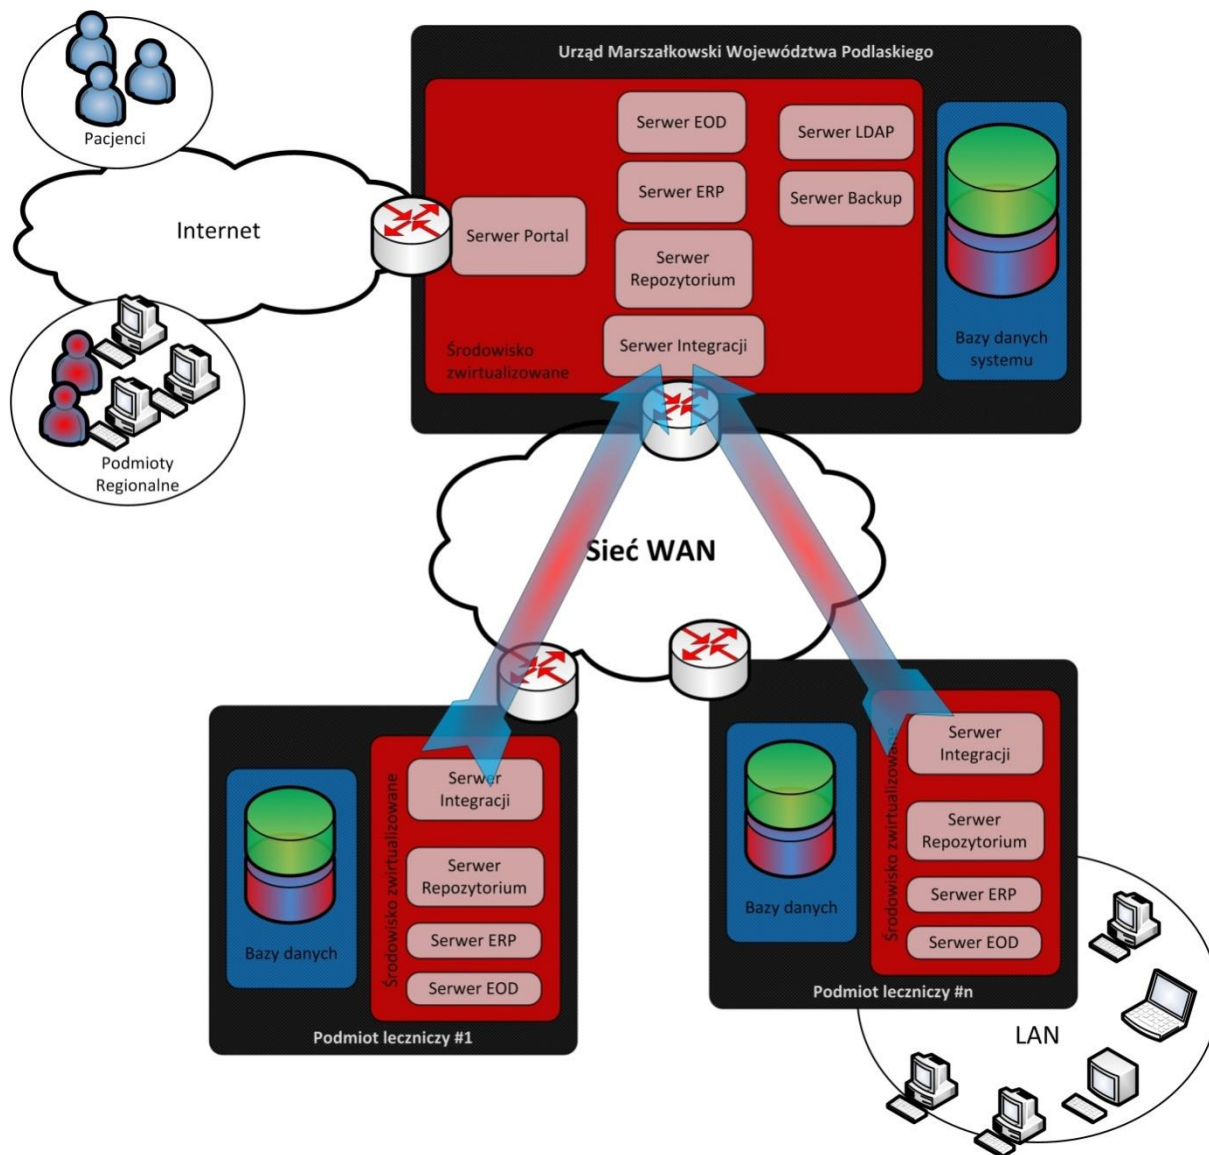 Pacjenci
Internet
Podmioty
Regionalne
Urząd Marszałkowski Województwa Podlaskiego
Serwer EOD
Serwer LDAP
Serwer ERP
Serwer Backup
Serwer Portal
Serwer
Repozytorium
Serwer Integracji
Środowisko
zwirtualizowane
Bazy danych
systemu
Sieć WAN
Bazy danych
Środowisko zwirtualizowane
Serwer
Integracji
Serwer
Repozytorium
Serwer ERP
Serwer EOD
Podmiot leczniczy #1
Bazy danych
Środowisko zwirtualizowane
Serwer
Integracji
Serwer
Repozytorium
Serwer ERP
Serwer EOD
Podmiot leczniczy #n
LAN